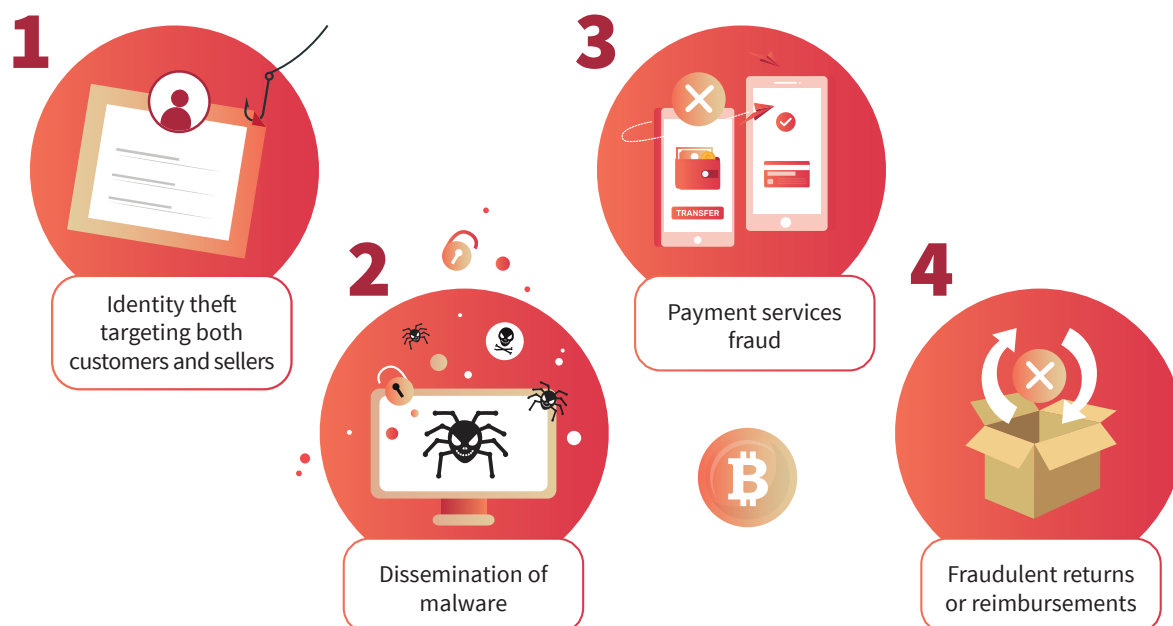 1
Identity theft
targeting both
customers and sellers
2
Dissemination of
malware
3
TRANSFER
Payment services
fraud
4
Fraudulent returns
or reimbursements